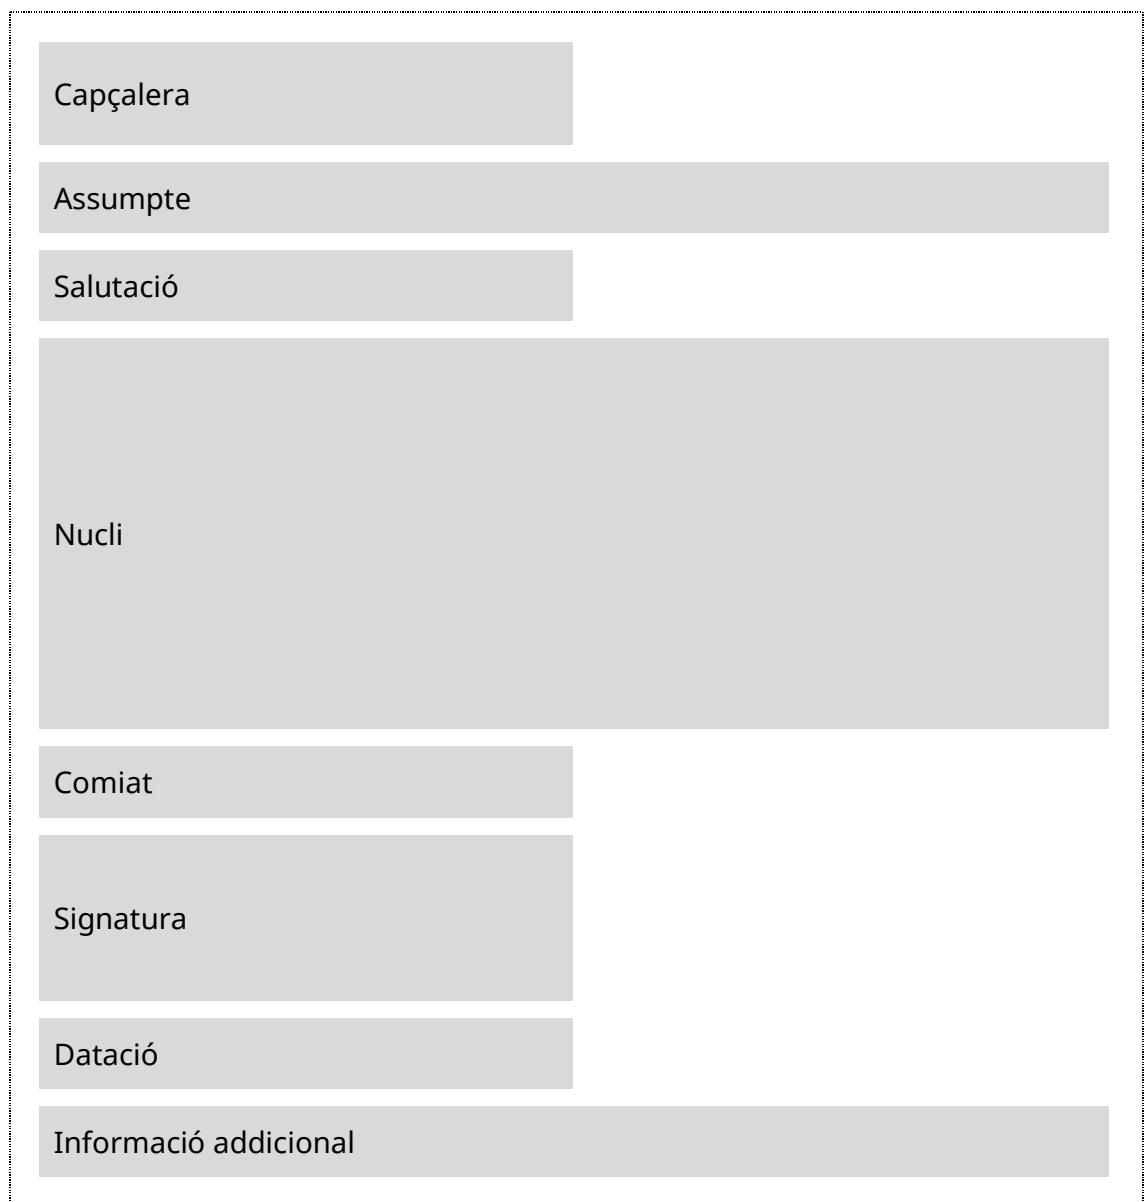 Capçalera
Assumpte
Salutació
Nucli
Comiat
Signatura
Datació
Informació addicional